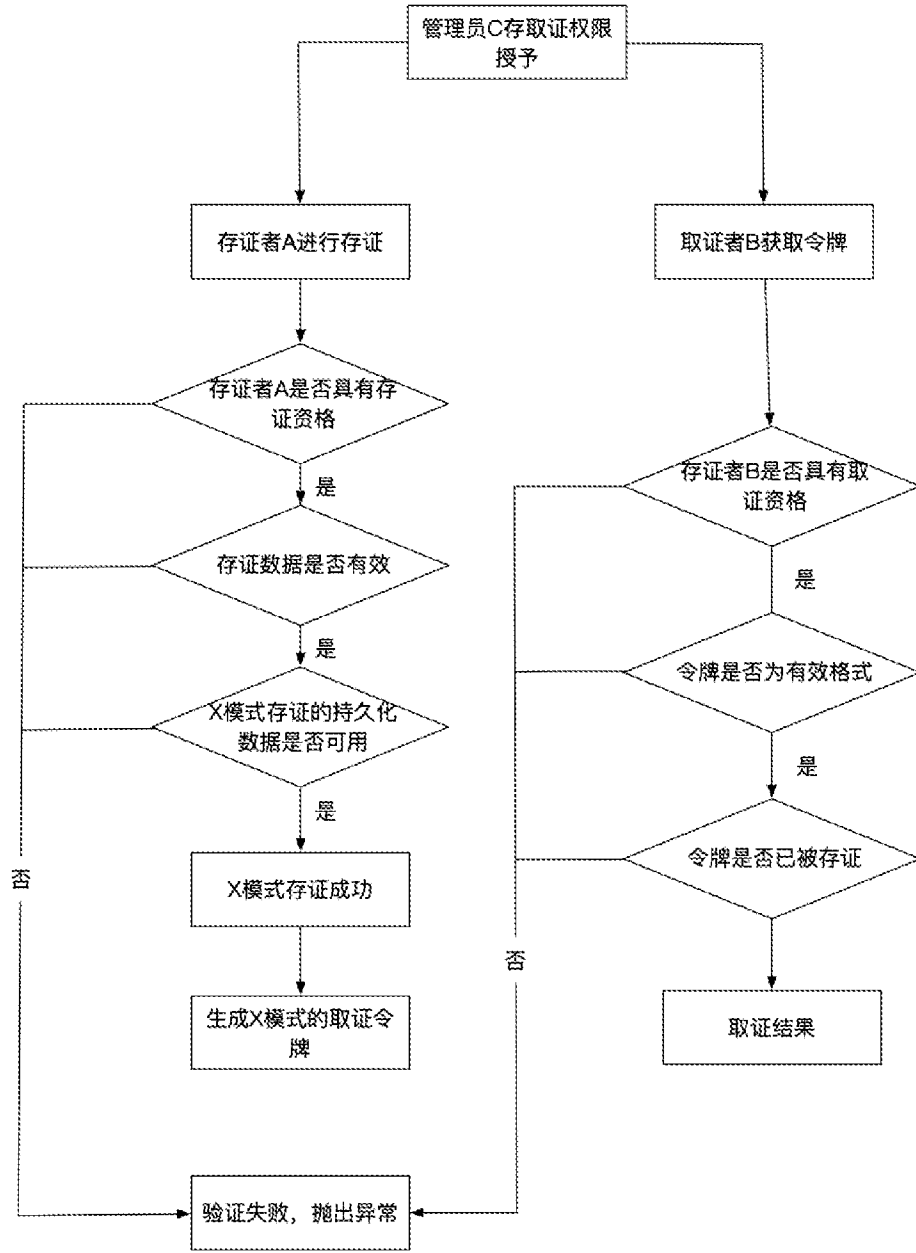 管理员C存取证权限
授予
存证者A进行存证
取证者B获取令牌
存证者A是否具有存
证资格
是
存证数据是否有效
是
X模式存证的持久化
数据是否可用
是
X模式存证成功
生成X模式的取证令
牌
否
存证者B是否具有取
证资格
是
令牌是否为有效格式
是
令牌是否已被存证
否
取证结果
验证失败，抛出异常